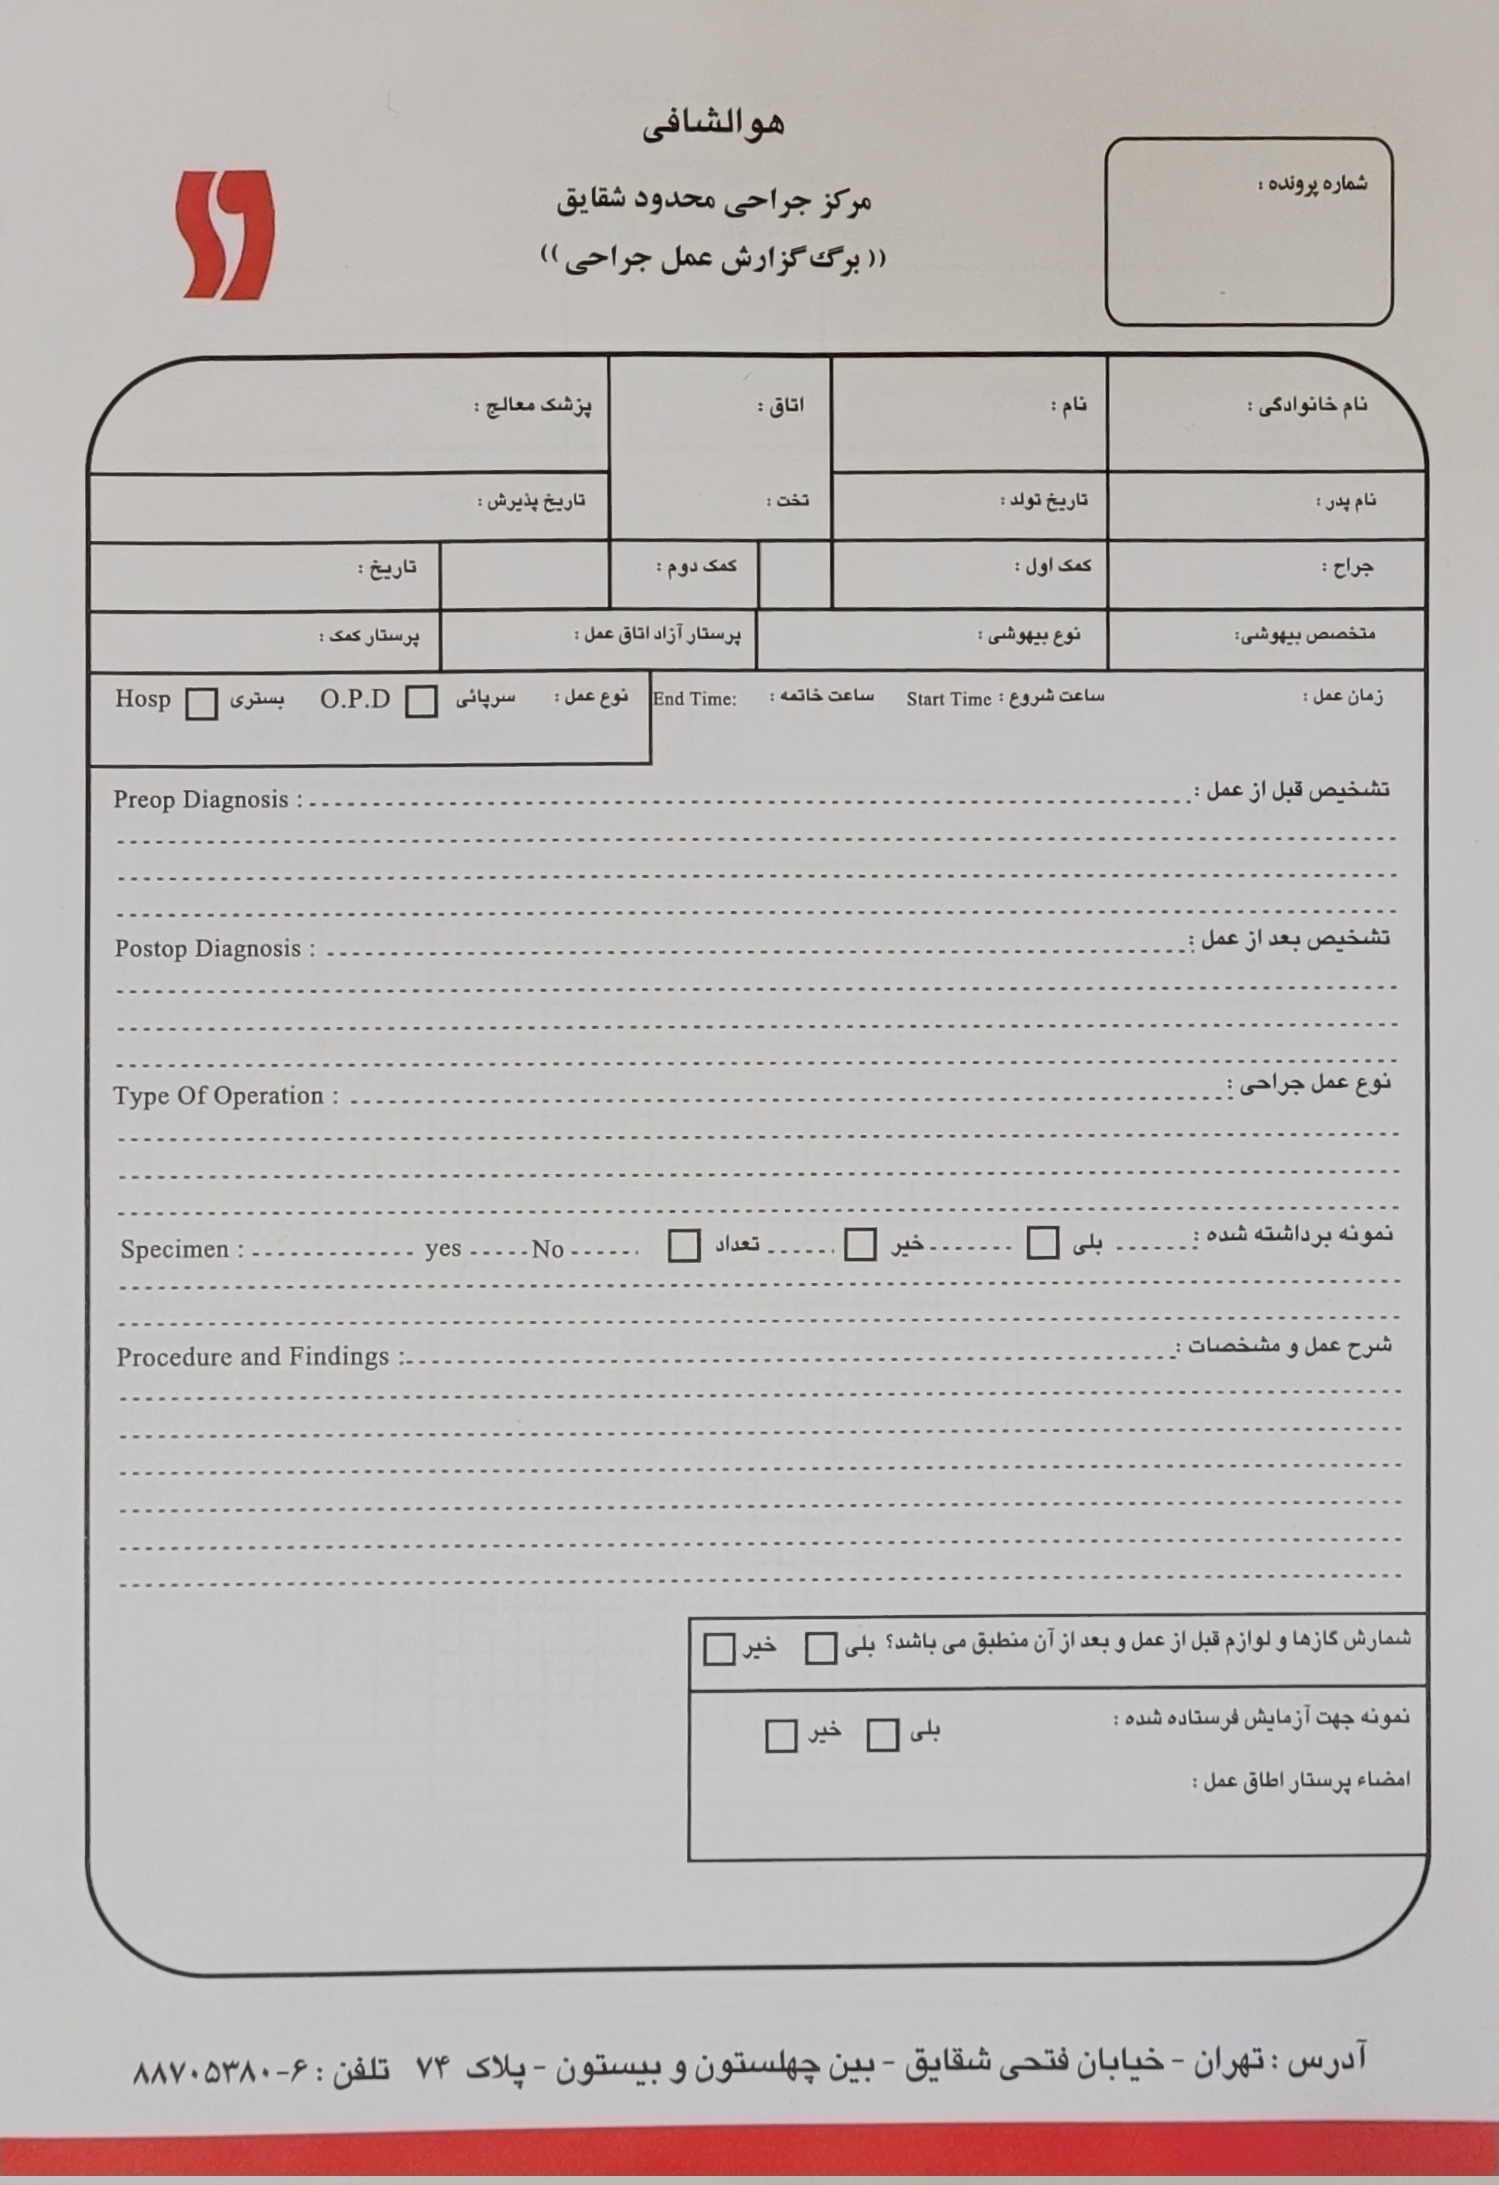 هوالشافی
شماره پرونده :
مرکز جراحی محدود شقایق
(( برگ گزارش عمل جراحی ))
نام خانوادگی : نام : اتاق : پزشک معالج :
نام پدر : تاریخ تولد : تخت : تاریخ پذیرش :
جراح : کمک اول : کمک دوم : تاریخ :
متخصص بیهوشی: نوع بیهوشی : پرستار آزاد اتاق عمل : پرستار کمک :
زمان عمل : ساعت شروع : Start Time ساعت خاتمه : End Time: نوع عمل : سرپائی O.P.D بستری Hosp
تشخیص قبل از عمل : Preop Diagnosis :
تشخیص بعد از عمل : Postop Diagnosis :
نوع عمل جراحی : Type Of Operation :
نمونه برداشته شده : بلی خیر تعداد Specimen : yes No
شرح عمل و مشخصات : Procedure and Findings :
شمارش گازها و لوازم قبل از عمل و بعد از آن منطبق می باشد؟ بلی خیر
نمونه جهت آزمایش فرستاده شده : بلی خیر
امضاء پرستار اطاق عمل :
آدرس : تهران - خیابان فتحی شقایق - بین چهلستون و بیستون - پلاک ۷۴ تلفن : ۶-۸۸۷۰۵۳۸۰